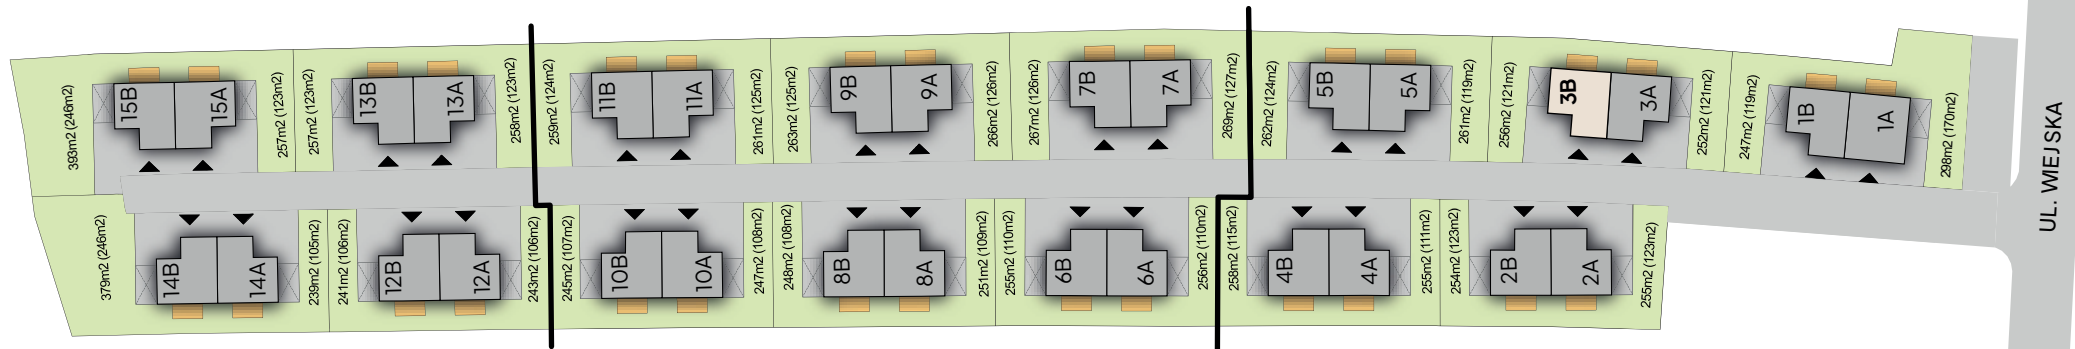 393m2 (246m2)
15B
15A
257m2 (123m2)
257m2 (123m2)
13B
13A
258m2 (123m2)
259m2 (124m2)
11B
11A
261m2 (125m2)
263m2 (125m2)
9B
9A
266m2 (126m2)
267m2 (126m2)
7B
7A
269m2 (127m2)
262m2 (124m2)
5B
5A
261m2 (119m2)
256m2 (121m2)
3B
3A
252m2 (121m2)
247m2 (119m2)
1B
1A
298m2 (170m2)
UL. WIEJSKA
379m2 (246m2)
14B
14A
239m2 (105m2)
241m2 (106m2)
12B
12A
243m2 (106m2)
245m2 (107m2)
10B
10A
247m2 (108m2)
248m2 (108m2)
8B
8A
251m2 (109m2)
255m2 (110m2)
6B
6A
256m2 (110m2)
258m2 (115m2)
4B
4A
255m2 (111m2)
254m2 (123m2)
2B
2A
255m2 (123m2)